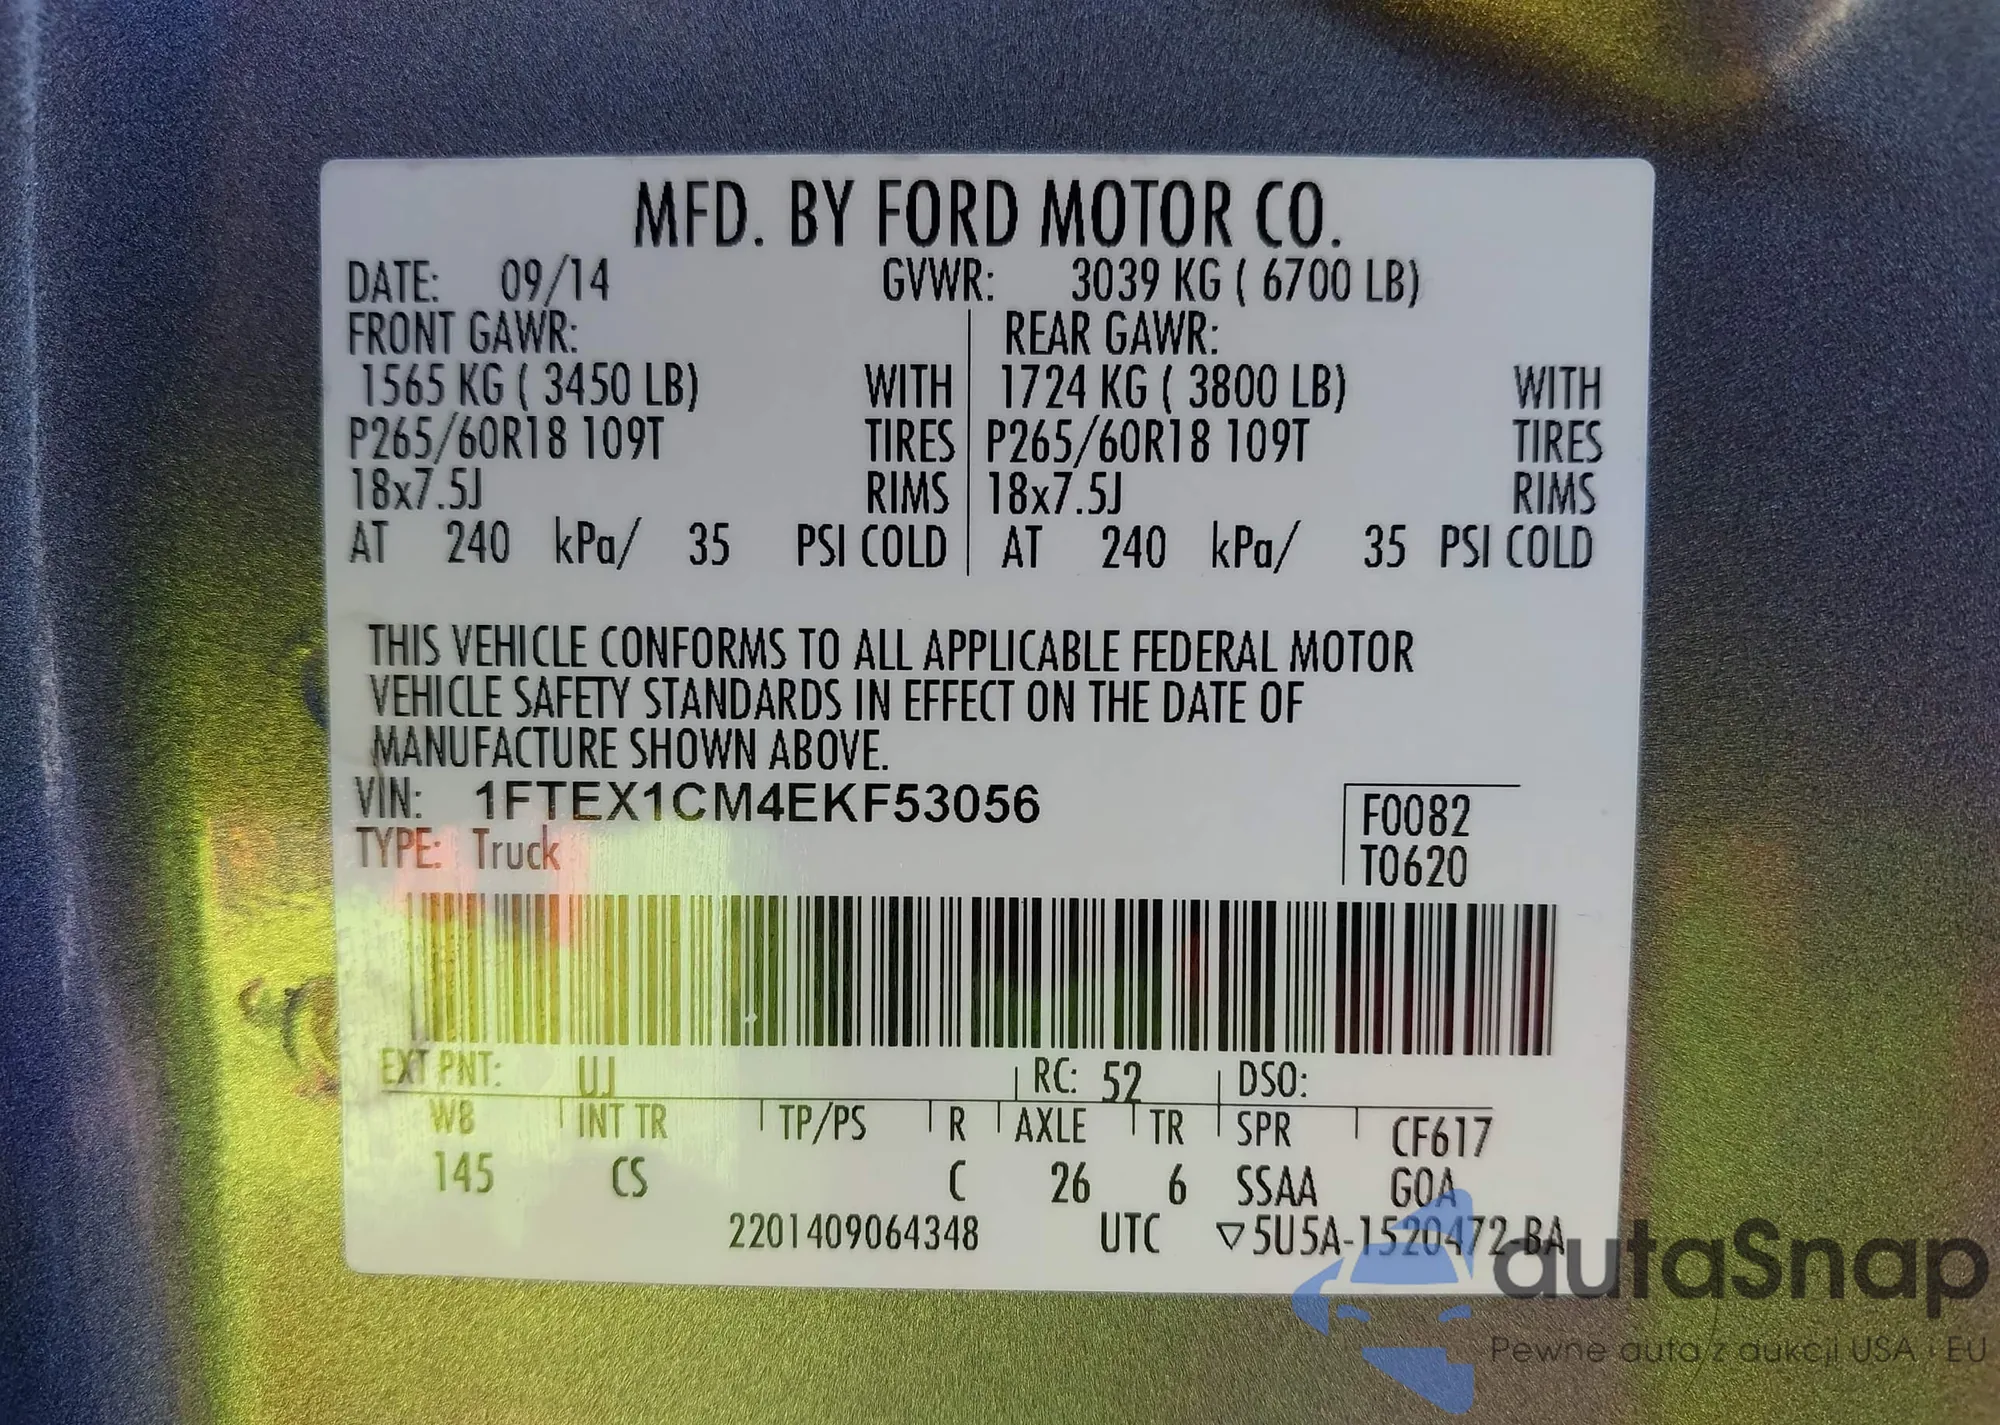 MFD. BY FORD MOTOR CO.
DATE: 09/14 GVWR: 3039 KG ( 6700 LB)
FRONT GAWR: REAR GAWR:
1565 KG ( 3450 LB) WITH 1724 KG ( 3800 LB) WITH
P265/60R18 109T TIRES P265/60R18 109T TIRES
18x7.5J RIMS 18x7.5J RIMS
AT 240 kPa/ 35 PSI COLD AT 240 kPa/ 35 PSI COLD
THIS VEHICLE CONFORMS TO ALL APPLICABLE FEDERAL MOTOR
VEHICLE SAFETY STANDARDS IN EFFECT ON THE DATE OF
MANUFACTURE SHOWN ABOVE.
VIN: 1FTEX1CM4EKF53056 F0082
TYPE: Truck T0620
EXT PNT: UJ RC: 52 DSO:
WB INT TR TP/PS R AXLE TR SPR CF617
145 CS C 26 6 SSAA GOA
2201409064348 UTC ▽5U5A-1520472-BA
autaSnap
Pewne auta z aukcji USA i EU